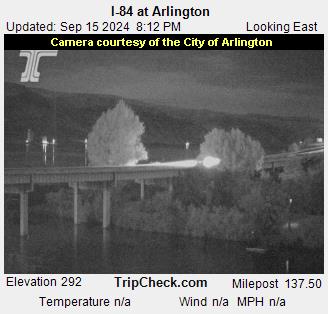 I-84 at Arlington
Updated: Sep 15 2024 8:12 PM Looking East
Camera courtesy of the City of Arlington
Elevation 292 TripCheck.com Milepost 137.50
Temperature n/a Wind n/a MPH n/a